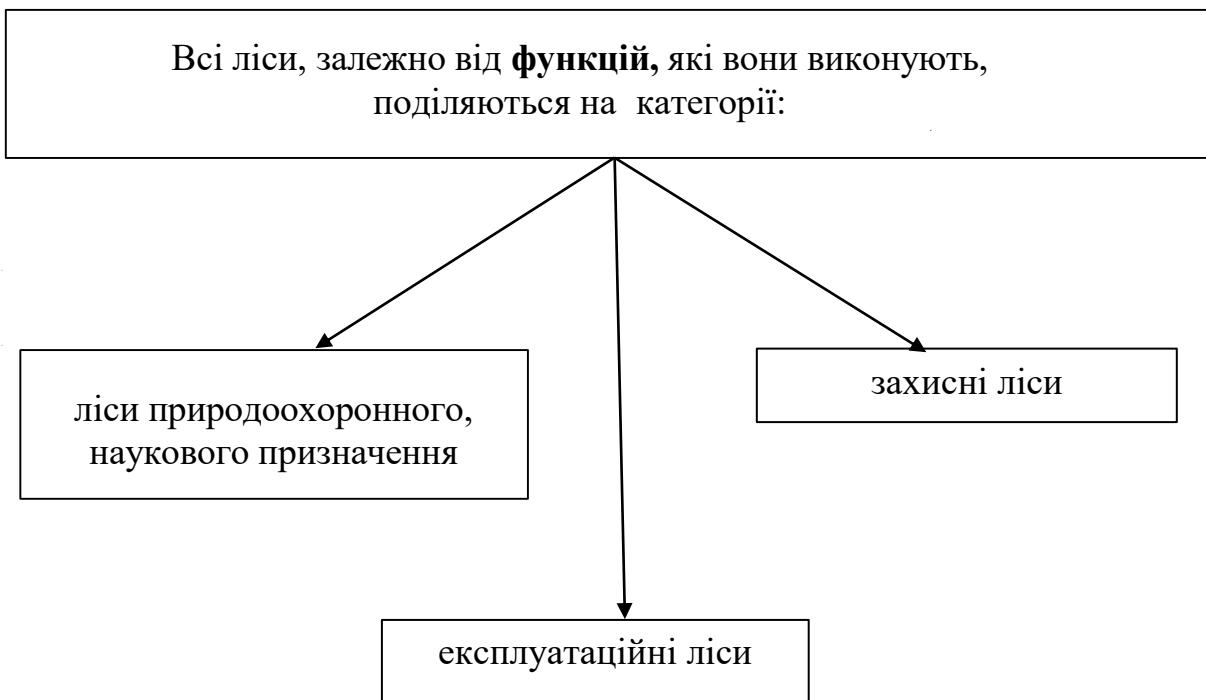 Всі ліси, залежно від функцій, які вони виконують,
поділяються на категорії:
ліси природоохоронного,
наукового призначення
захисні ліси
експлуатаційні ліси